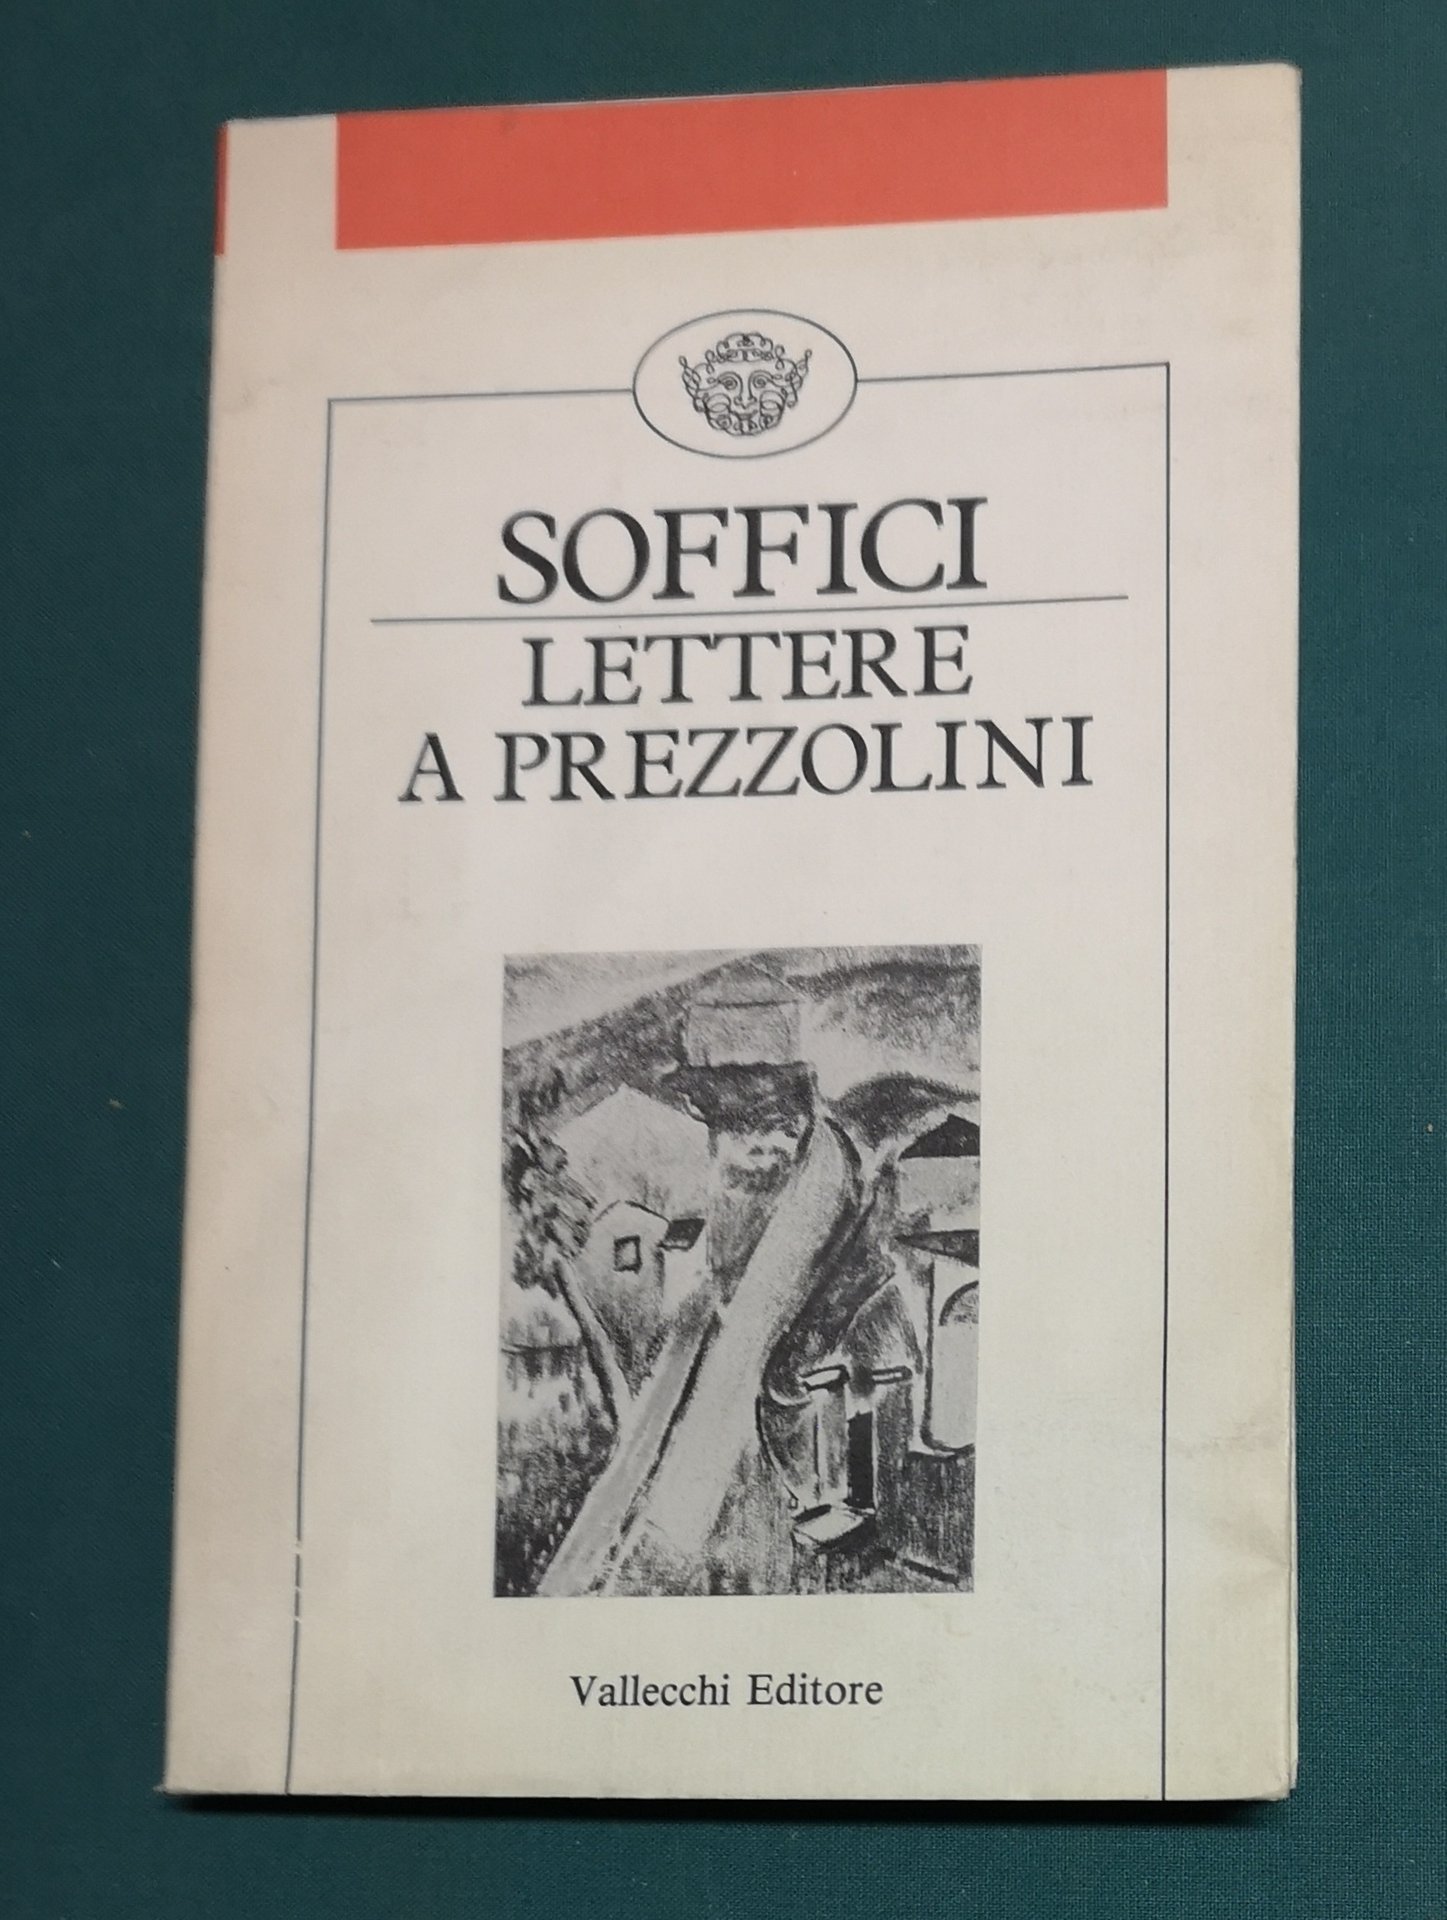 SOFFICI
LETTERE
A PREZZOLINI
Vallecchi Editore